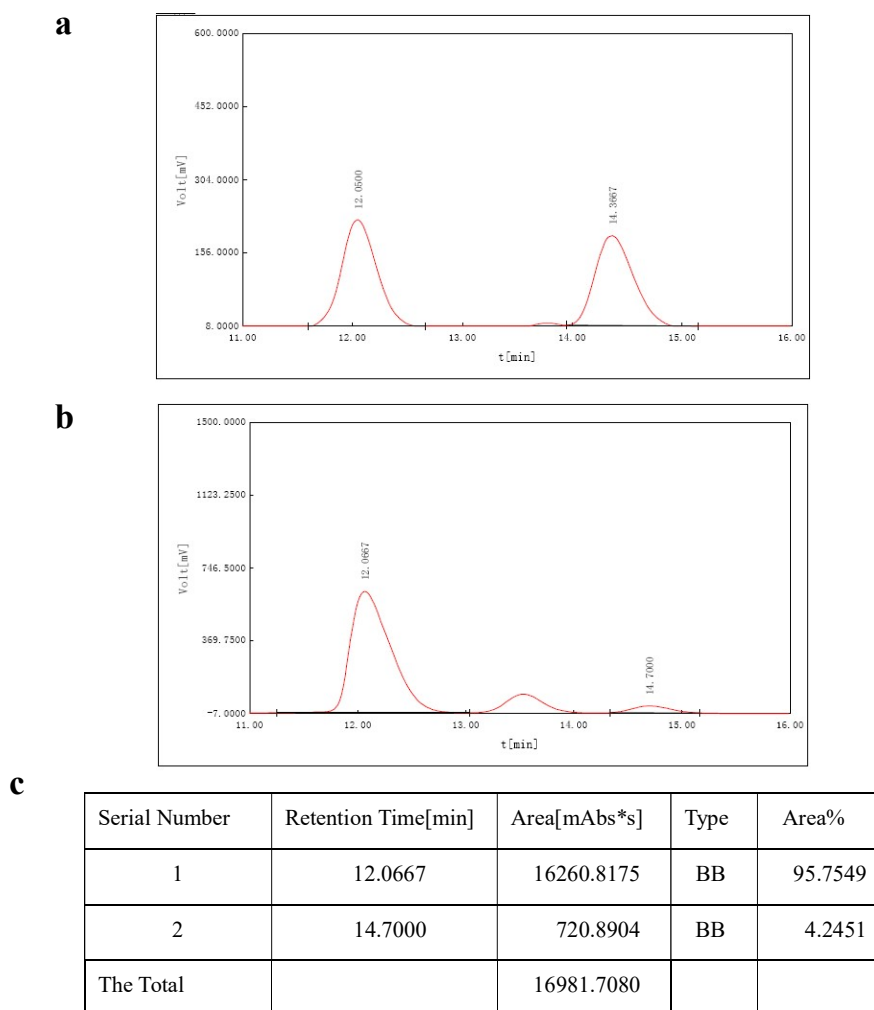 a
600.0000
452.0000
304.0000
156.0000
8.0000
Volt[mV]
12.0500
14.3667
11.00 12.00 13.00 14.00 15.00 16.00
t[min]
b
1500.0000
1123.2500
746.5000
369.7500
-7.0000
Volt[mV]
12.0667
14.7000
11.00 12.00 13.00 14.00 15.00 16.00
t[min]
c
Serial Number Retention Time[min] Area[mAbs*s] Type Area%
1 12.0667 16260.8175 BB 95.7549
2 14.7000 720.8904 BB 4.2451
The Total 16981.7080